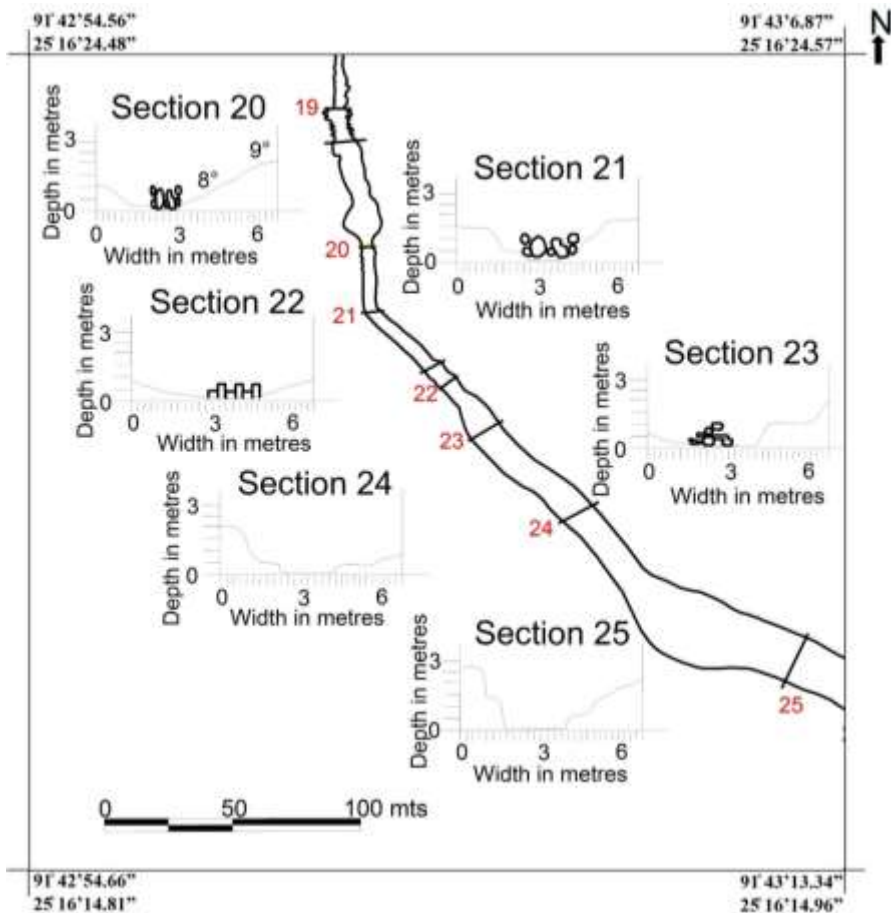 91° 42'54.56"
25 16'24.48"
91° 43'6.87"
25 16'24.57"
N
19
Section 20
Depth in metres
3
0
8°
9°
0 3 6
Width in metres
Section 21
Depth in metres
3
0
0 3 6
Width in metres
20
21
Section 22
Depth in metres
3
0
0 3 6
Width in metres
22
Section 23
Depth in metres
3
0
0 3 6
Width in metres
23
Section 24
Depth in metres
3
0
0 3 6
Width in metres
24
Section 25
Depth in metres
3
0
0 3 6
Width in metres
25
0 50 100 mts
91° 42'54.66"
25 16'14.81"
91° 43'13.34"
25 16'14.96"